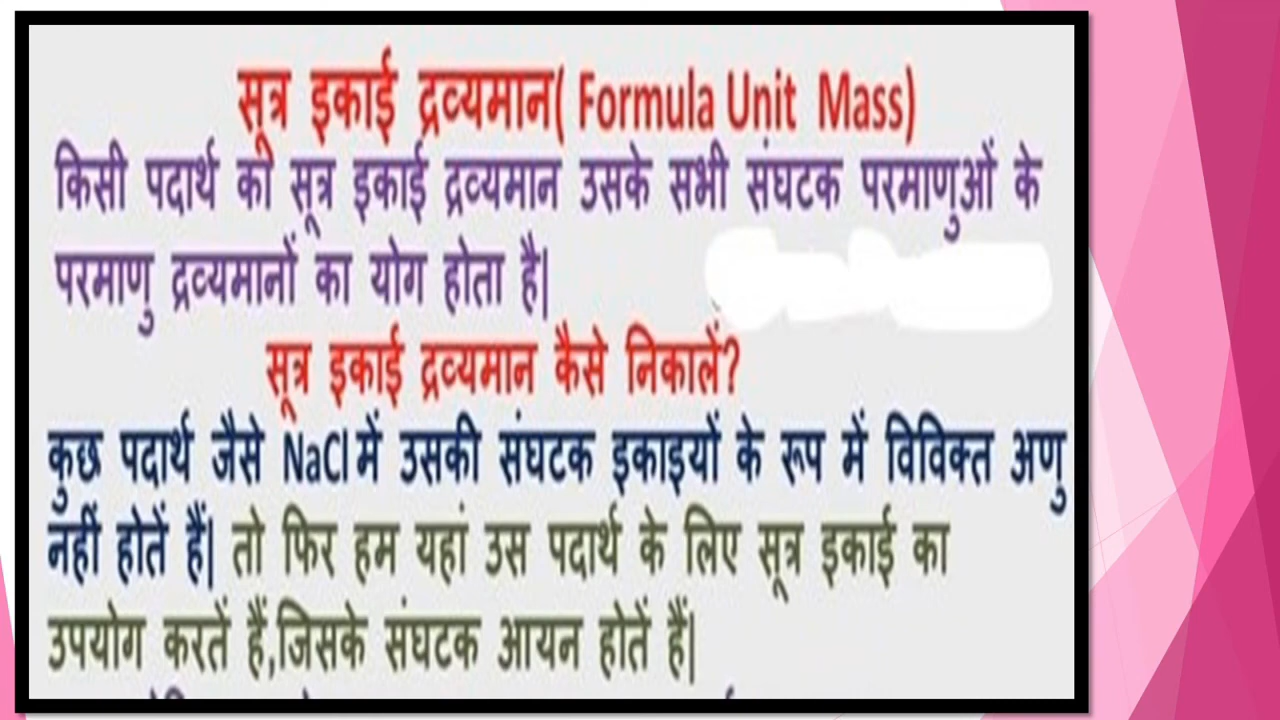 सूत्र इकाई द्रव्यमान( Formula Unit Mass)
किसी पदार्थ का सूत्र इकाई द्रव्यमान उसके सभी संघटक परमाणुओं के
परमाणु द्रव्यमानों का योग होता है|
सूत्र इकाई द्रव्यमान कैसे निकालें?
कुछ पदार्थ जैसे NaCl में उसकी संघटक इकाइयों के रूप में विविक्त अणु
नहीं होतें हैं| तो फिर हम यहां उस पदार्थ के लिए सूत्र इकाई का
उपयोग करतें हैं,जिसके संघटक आयन होतें हैं|